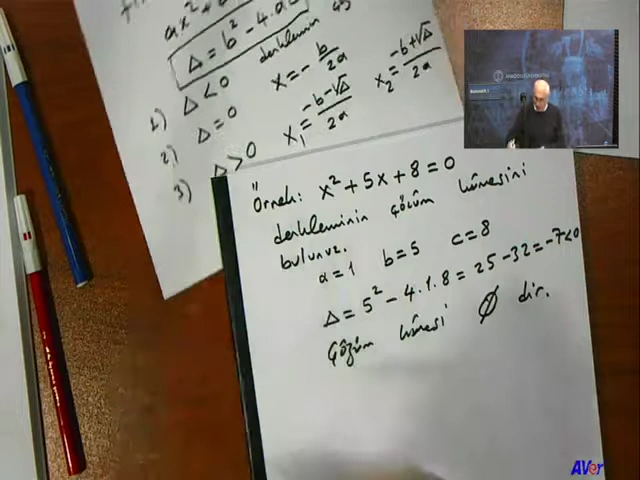 ax²+
Δ = b² - 4.a
denklemin
1) Δ < 0
2) Δ = 0 x = - b/2a
3) Δ > 0 x₁ = -b-√Δ/2a x₂ = -b+√Δ/2a
Örnek: x² + 5x + 8 = 0
denkleminin çözüm kümesini
bulunuz.
a = 1 b = 5 c = 8
Δ = 5² - 4.1.8 = 25 - 32 = -7 < 0
Çözüm kümesi ∅ dir.
AVer